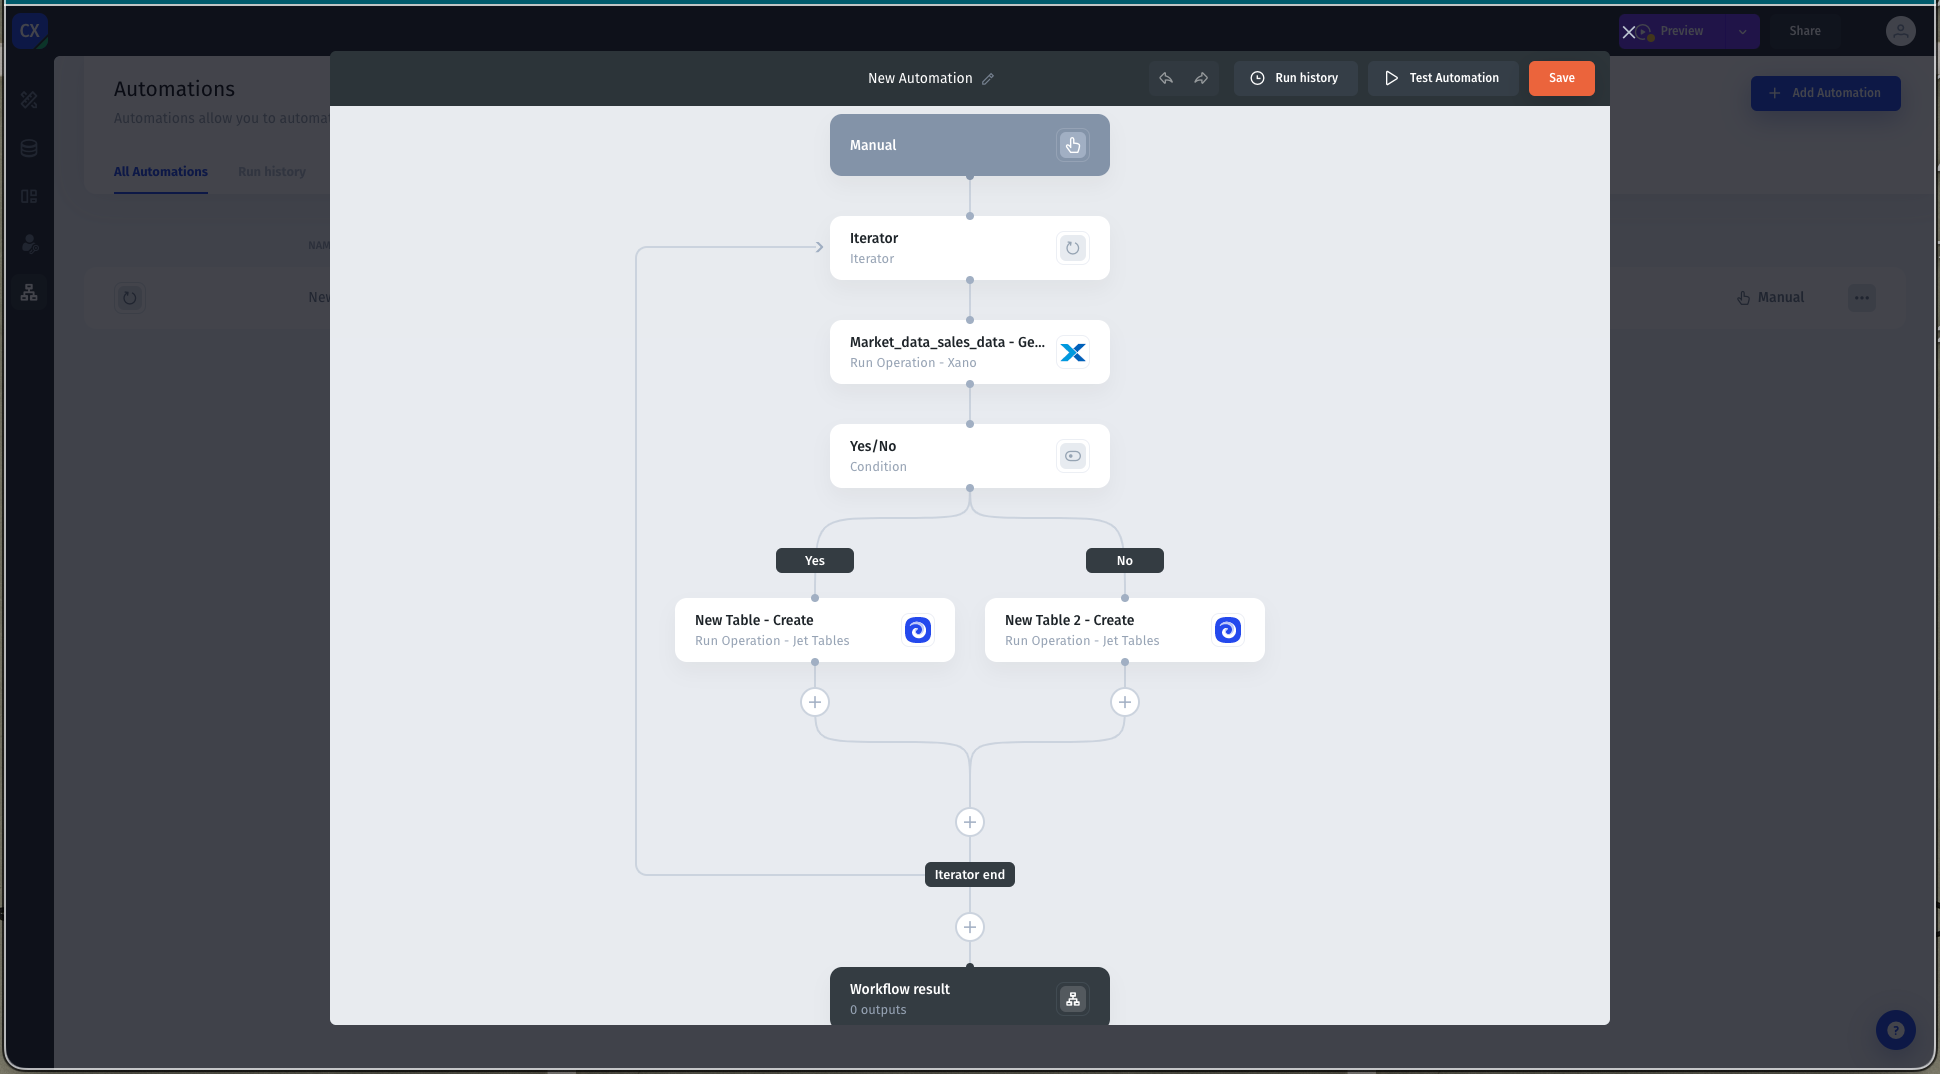 CX
Preview
Share
New Automation
Run history
Test Automation
Save
Automations
Automations allow you to automa
Add Automation
All Automations
Run history
NAM
New
Manual
Manual
Iterator
Iterator
Market_data_sales_data - Ge...
Run Operation - Xano
Yes/No
Condition
Yes
No
New Table - Create
Run Operation - Jet Tables
New Table 2 - Create
Run Operation - Jet Tables
Iterator end
Workflow result
0 outputs
?